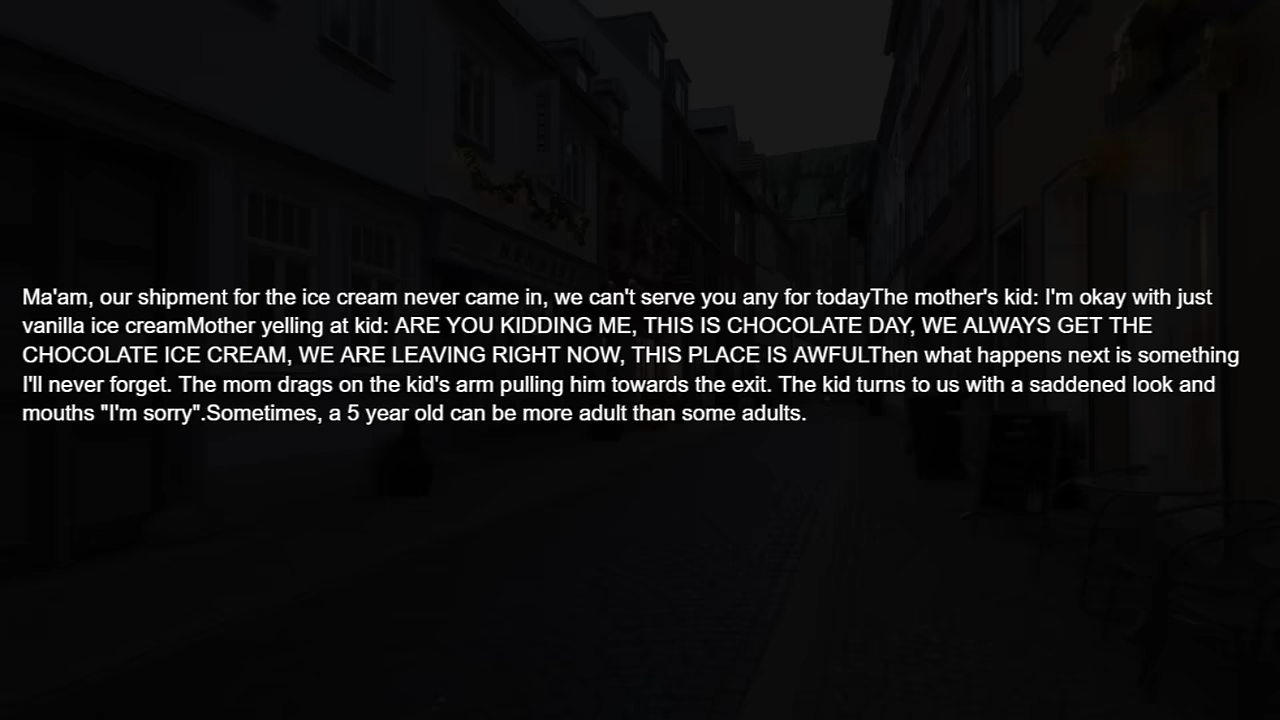 Ma'am, our shipment for the ice cream never came in, we can't serve you any for todayThe mother's kid: I'm okay with just
vanilla ice creamMother yelling at kid: ARE YOU KIDDING ME, THIS IS CHOCOLATE DAY, WE ALWAYS GET THE
CHOCOLATE ICE CREAM, WE ARE LEAVING RIGHT NOW, THIS PLACE IS AWFULThen what happens next is something
I'll never forget. The mom drags on the kid's arm pulling him towards the exit. The kid turns to us with a saddened look and
mouths "I'm sorry".Sometimes, a 5 year old can be more adult than some adults.